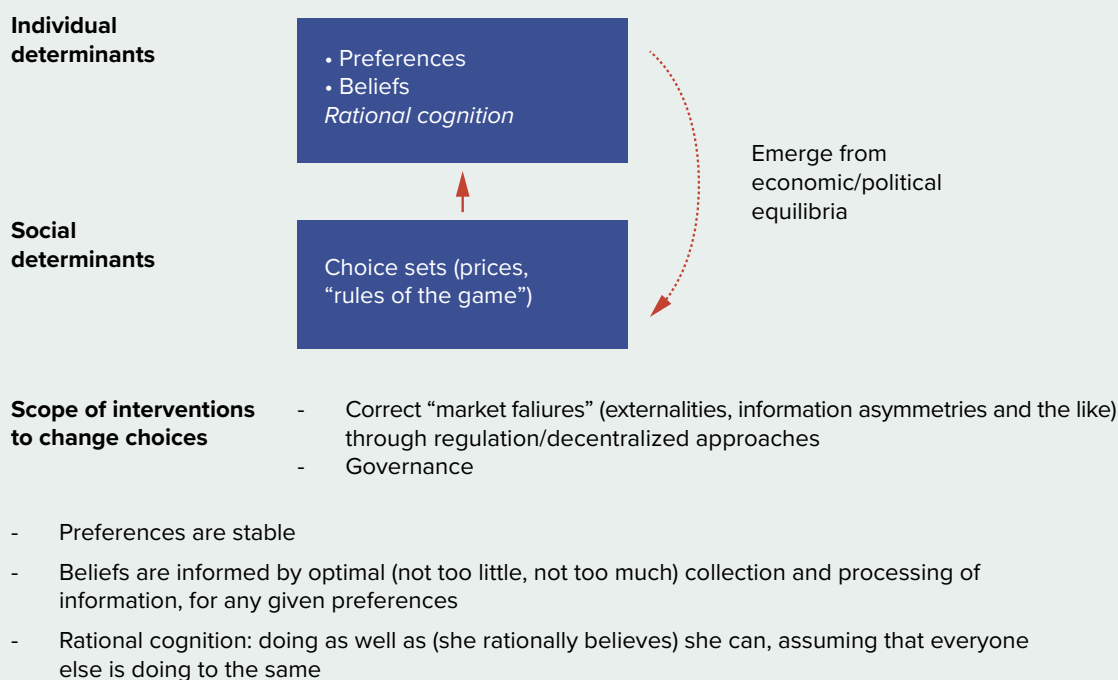 Individual
determinants
• Preferences
• Beliefs
Rational cognition
Emerge from
economic/political
equilibria
Social
determinants
Choice sets (prices,
“rules of the game”)
Scope of interventions
to change choices
- Correct “market faliures” (externalities, information asymmetries and the like)
through regulation/decentralized approaches
- Governance
- Preferences are stable
- Beliefs are informed by optimal (not too little, not too much) collection and processing of
information, for any given preferences
- Rational cognition: doing as well as (she rationally believes) she can, assuming that everyone
else is doing to the same